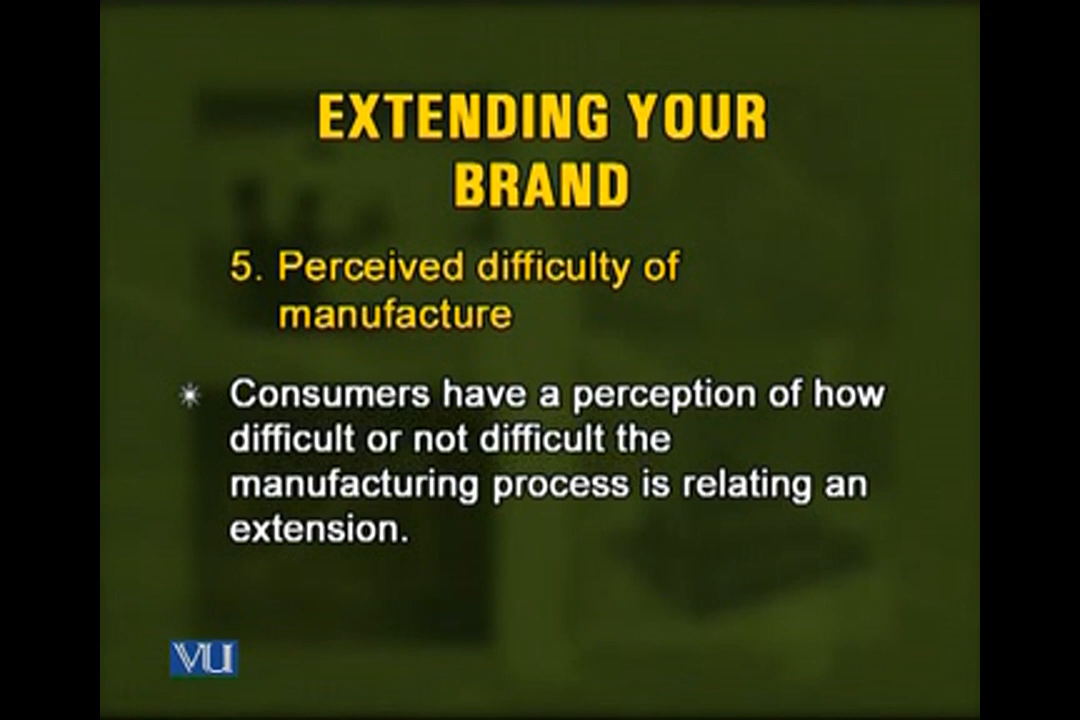 EXTENDING YOUR
BRAND
5. Perceived difficulty of
manufacture
Consumers have a perception of how
difficult or not difficult the
manufacturing process is relating an
extension.
VU